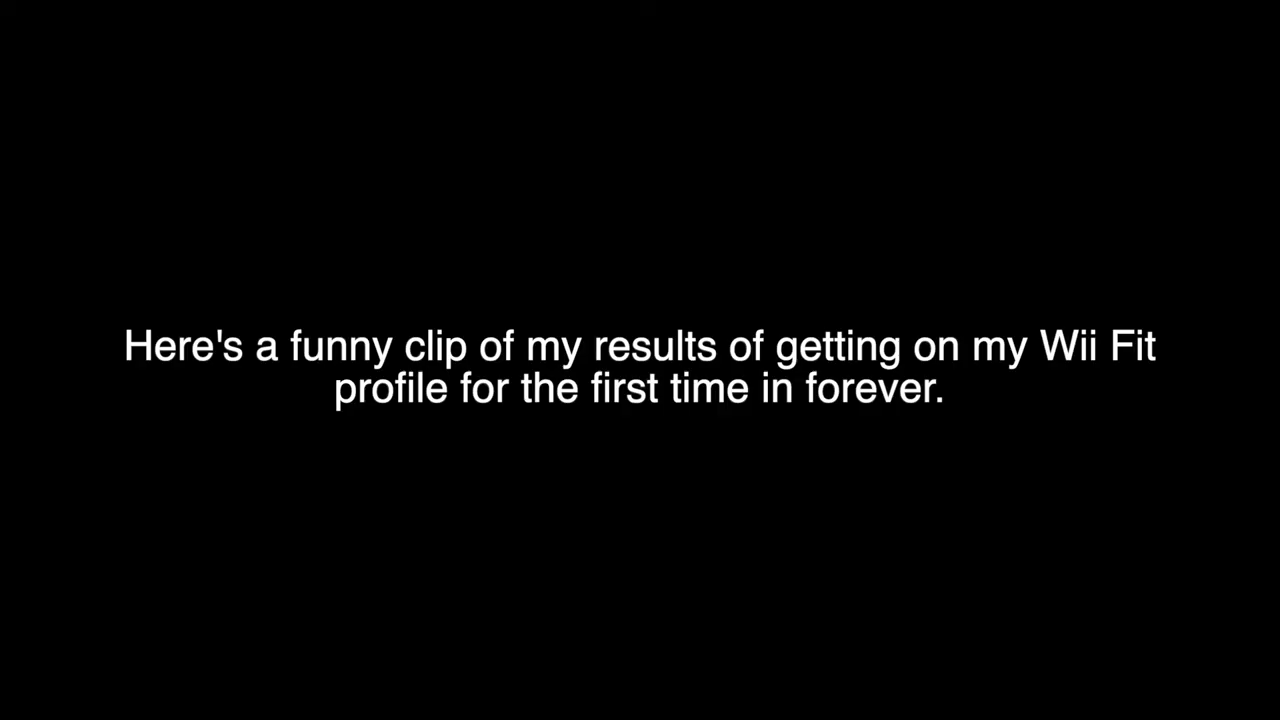 Here's a funny clip of my results of getting on my Wii Fit
profile for the first time in forever.